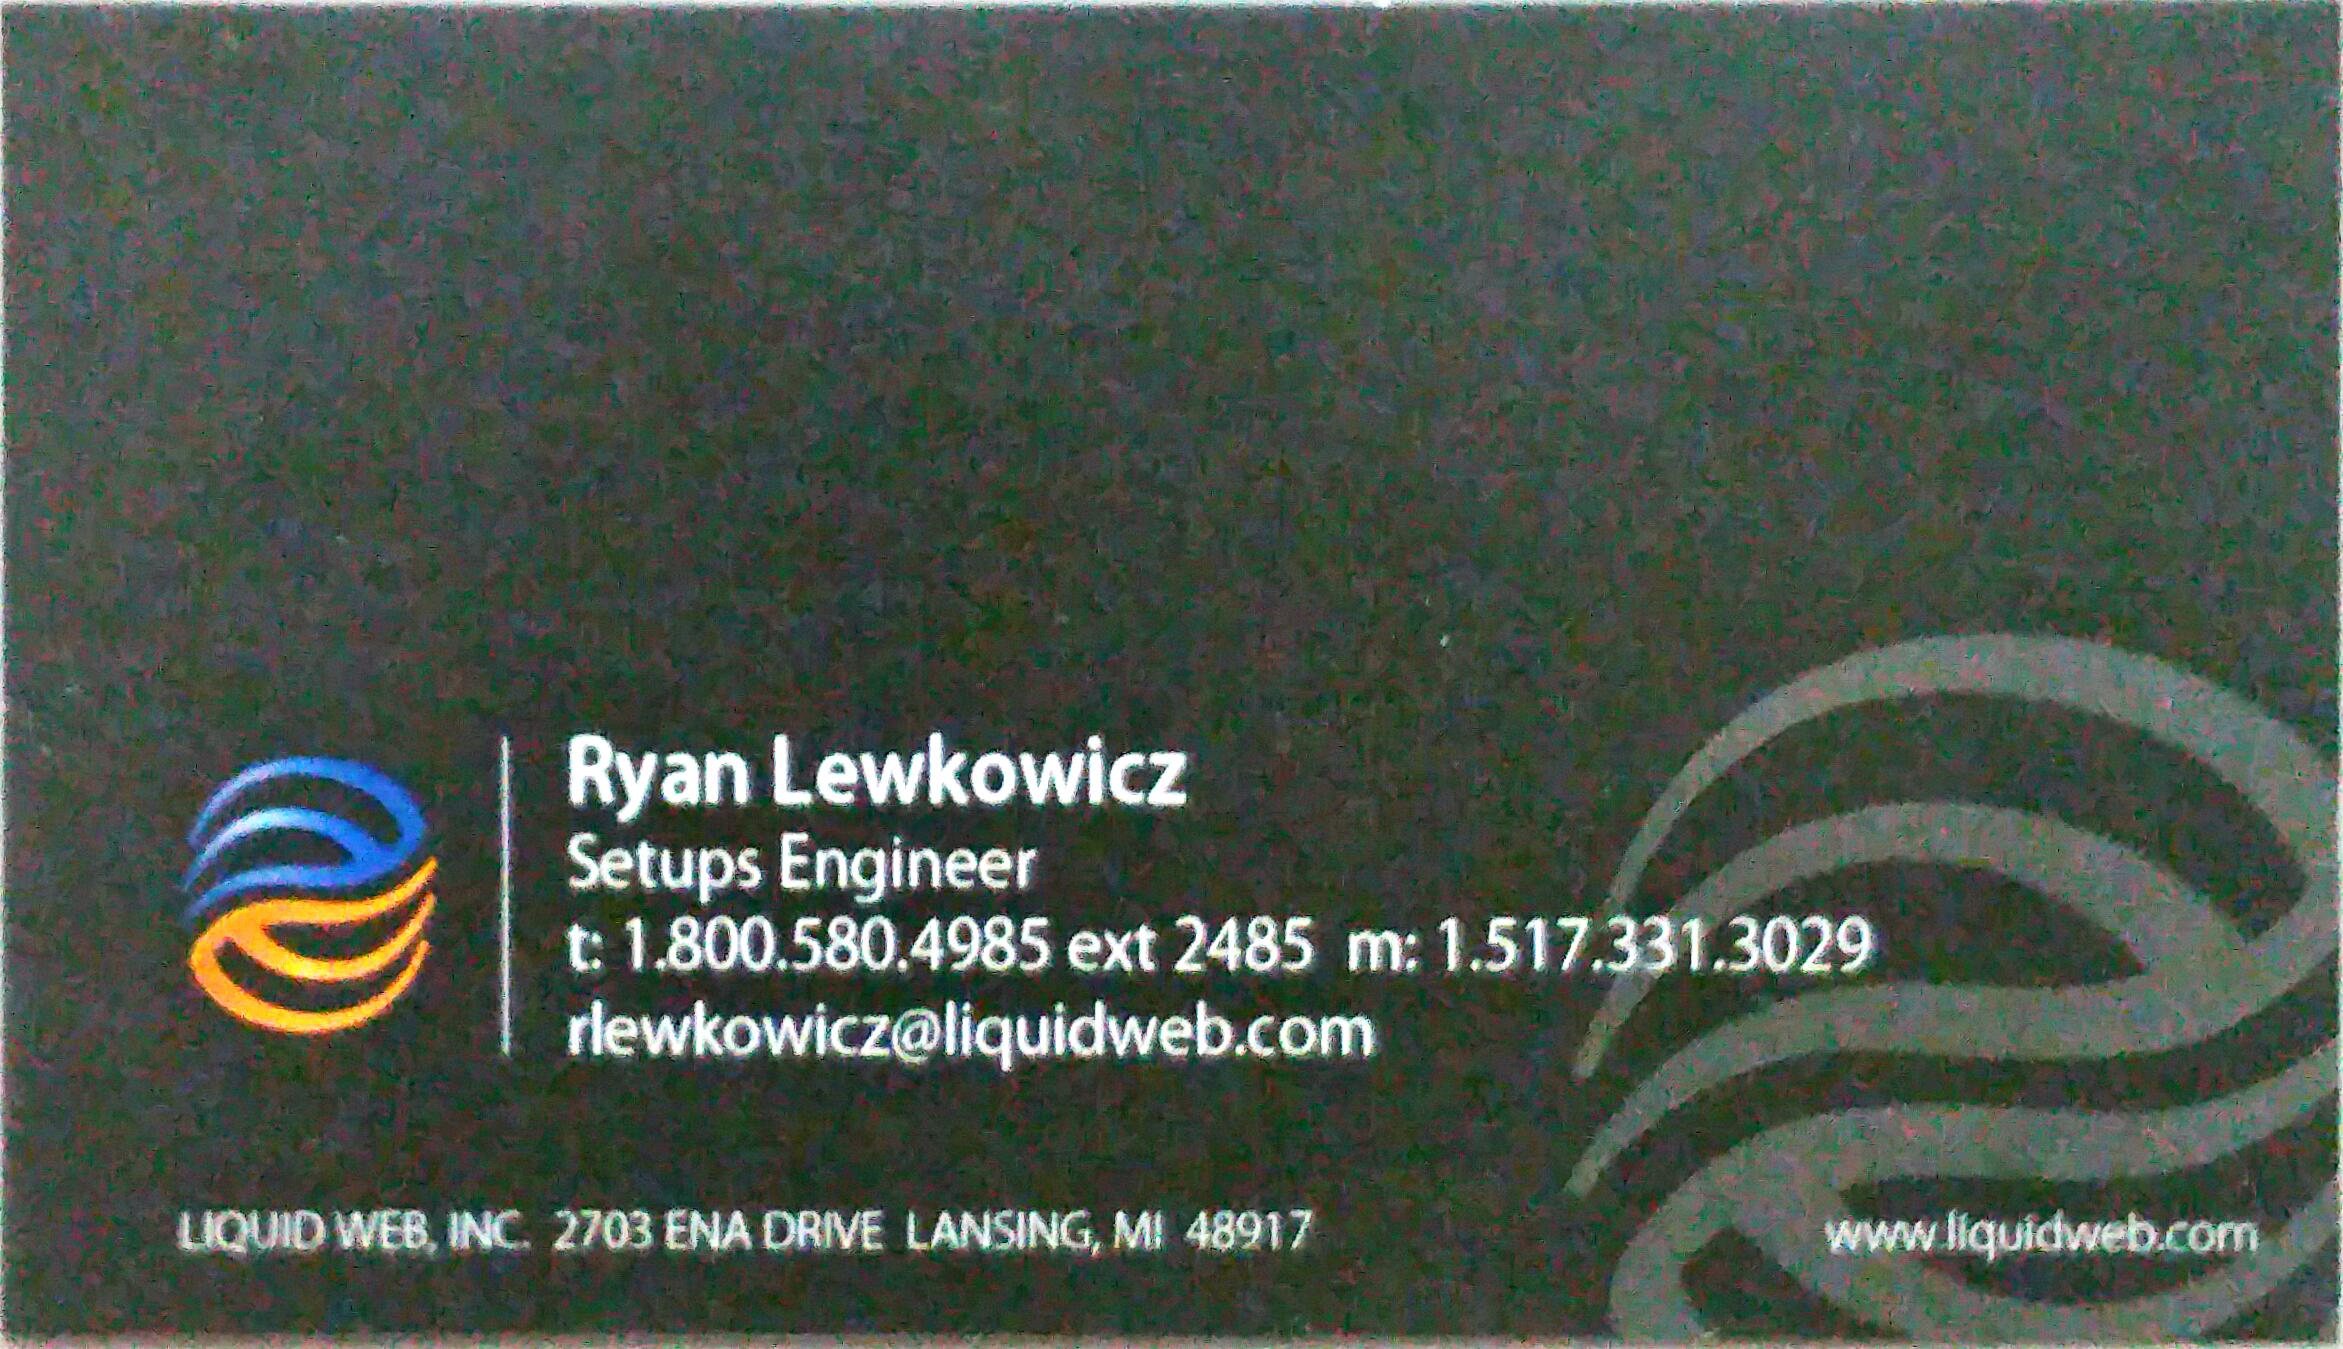 Ryan Lewkowicz
Setups Engineer
t: 1.800.580.4985 ext 2485  m: 1.517.331.3029
rlewkowicz@liquidweb.com
LIQUID WEB, INC.  2703 ENA DRIVE  LANSING, MI  48917
www.liquidweb.com